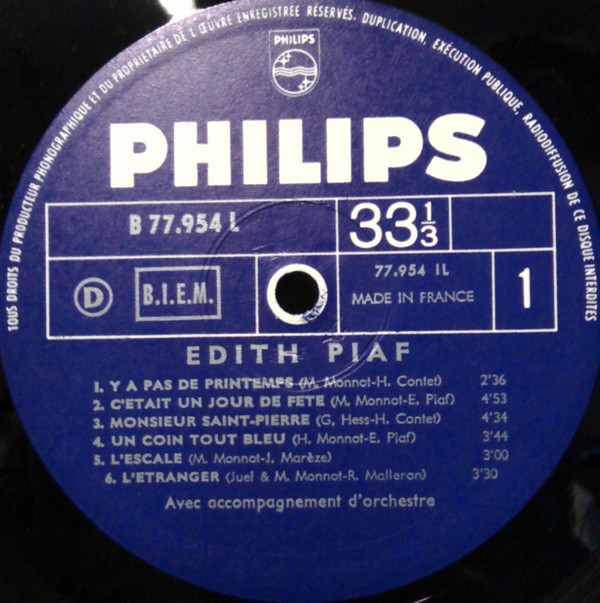 TOUS DROITS DU PRODUCTEUR PHONOGRAPHIQUE ET DU PROPRIETAIRE DE L'ŒUVRE ENREGISTRÉE RÉSERVÉS. DUPLICATION, EXÉCUTION PUBLIQUE, RADIODIFFUSION DE CE DISQUE INTERDITES
PHILIPS
PHILIPS
B 77.954 L
33 1/3
D
B.I.E.M.
77.954 1L
MADE IN FRANCE
1
EDITH PIAF
1. Y A PAS DE PRINTEMPS (M. Monnot-H. Contet) 2'36
2. C'ETAIT UN JOUR DE FETE (M. Monnot-E. Piaf) 4'53
3. MONSIEUR SAINT-PIERRE (G, Hess-H. Contet) 4'34
4. UN COIN TOUT BLEU (H. Monnot-E. Piaf) 3'44
5. L'ESCALE (M. Monnot-J. Marèze) 3'00
6. L'ETRANGER (Juel & M. Monnot-R. Malleron) 3'30
Avec accompagnement d'orchestre